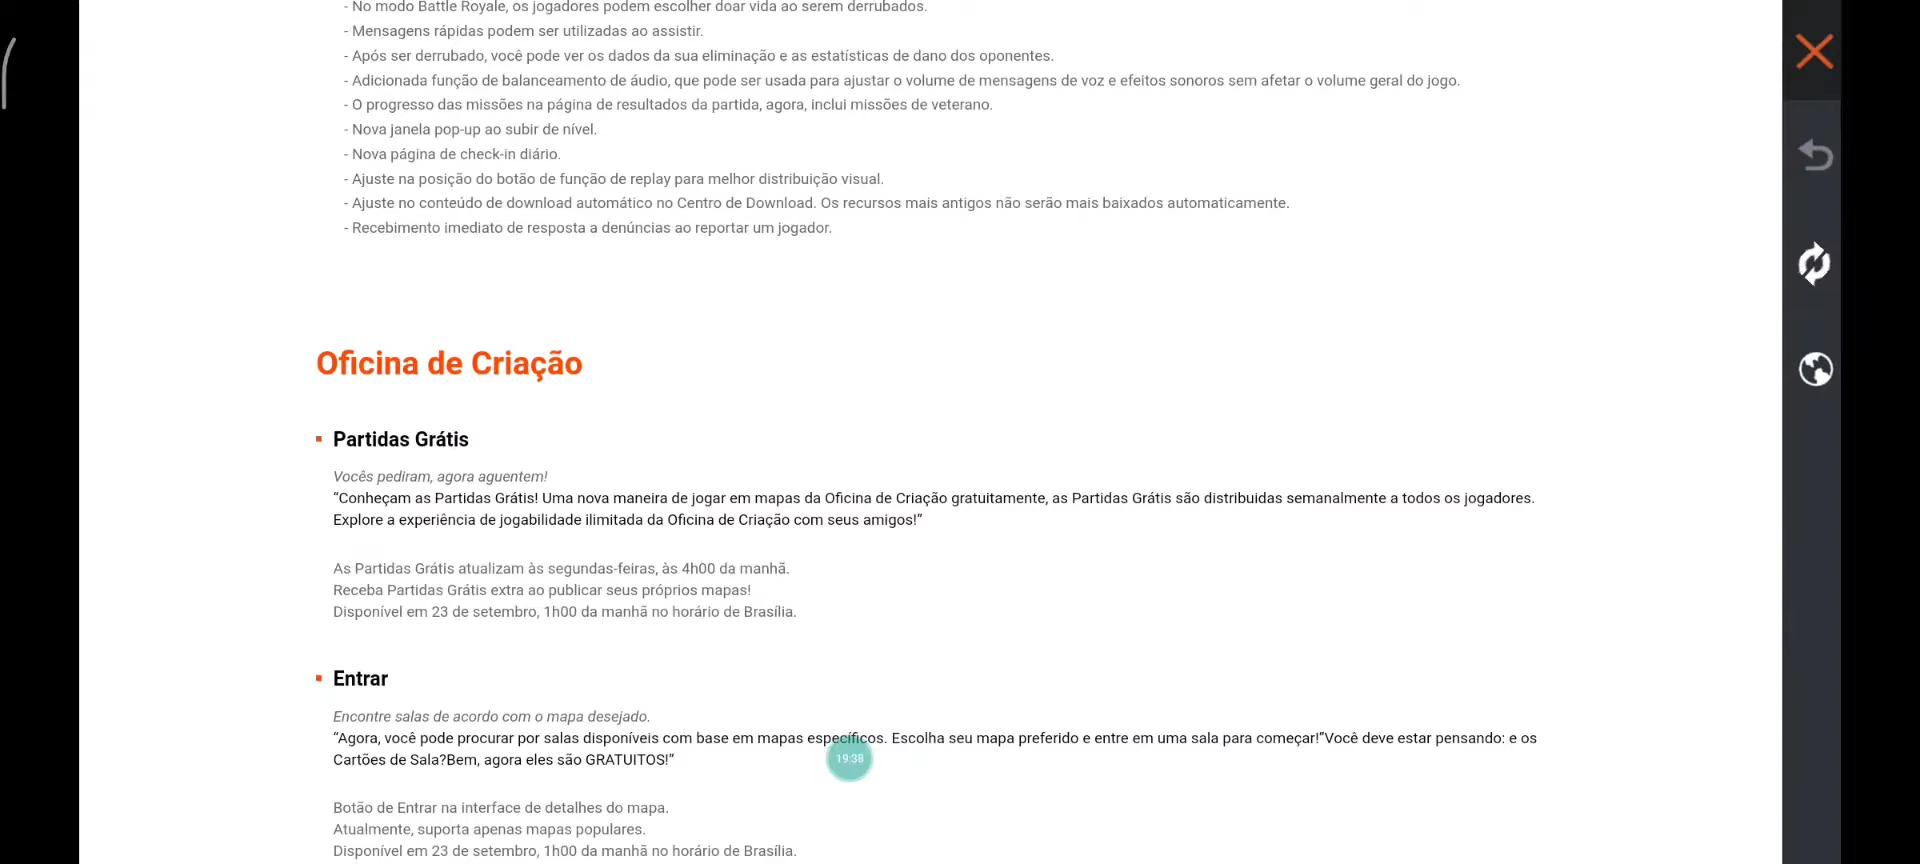 - No modo Battle Royale, os jogadores podem escolher doar vida ao serem derrubados.
- Mensagens rápidas podem ser utilizadas ao assistir.
- Após ser derrubado, você pode ver os dados da sua eliminação e as estatísticas de dano dos oponentes.
- Adicionada função de balanceamento de áudio, que pode ser usada para ajustar o volume de mensagens de voz e efeitos sonoros sem afetar o volume geral do jogo.
- O progresso das missões na página de resultados da partida, agora, inclui missões de veterano.
- Nova janela pop-up ao subir de nível.
- Nova página de check-in diário.
- Ajuste na posição do botão de função de replay para melhor distribuição visual.
- Ajuste no conteúdo de download automático no Centro de Download. Os recursos mais antigos não serão mais baixados automaticamente.
- Recebimento imediato de resposta a denúncias ao reportar um jogador.
Oficina de Criação
Partidas Grátis
Vocês pediram, agora aguentem!
“Conheçam as Partidas Grátis! Uma nova maneira de jogar em mapas da Oficina de Criação gratuitamente, as Partidas Grátis são distribuidas semanalmente a todos os jogadores.
Explore a experiência de jogabilidade ilimitada da Oficina de Criação com seus amigos!”
As Partidas Grátis atualizam às segundas-feiras, às 4h00 da manhã.
Receba Partidas Grátis extra ao publicar seus próprios mapas!
Disponível em 23 de setembro, 1h00 da manhã no horário de Brasília.
Entrar
Encontre salas de acordo com o mapa desejado.
“Agora, você pode procurar por salas disponíveis com base em mapas específicos. Escolha seu mapa preferido e entre em uma sala para começar!”Você deve estar pensando: e os
Cartões de Sala?Bem, agora eles são GRATUITOS!”
19:38
Botão de Entrar na interface de detalhes do mapa.
Atualmente, suporta apenas mapas populares.
Disponível em 23 de setembro, 1h00 da manhã no horário de Brasília.